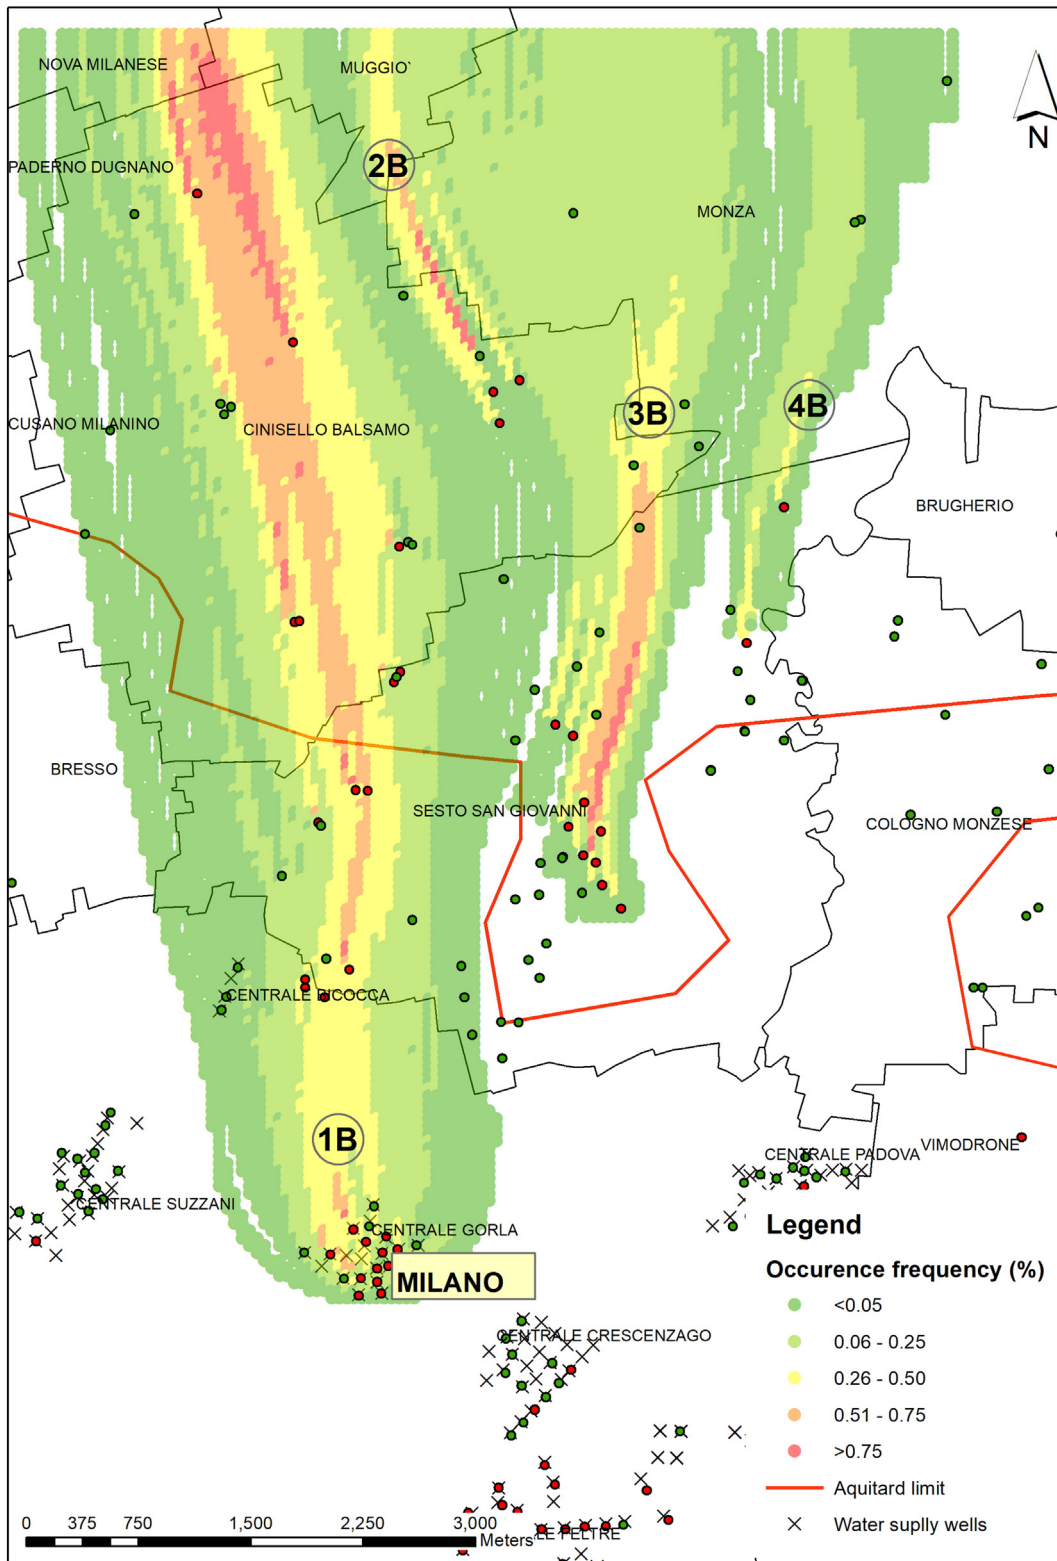 NOVA MILANESE
MUGGIO`
N
PADERNO DUGNANO
2B
MONZA
3B
4B
CUSANO MILANINO
CINISELLO BALSAMO
BRUGHERIO
BRESSO
SESTO SAN GIOVANNI
COLOGNO MONZESE
CENTRALE BICOCCA
1B
CENTRALE PADOVA
VIMODRONE
CENTRALE SUZZANI
CENTRALE GORLA
MILANO
CENTRALE CRESCENZAGO
LE FELTRE
Legend
Occurence frequency (%)
<0.05
0.06 - 0.25
0.26 - 0.50
0.51 - 0.75
>0.75
Aquitard limit
Water suplly wells
0 375 750 1,500 2,250 3,000
Meters